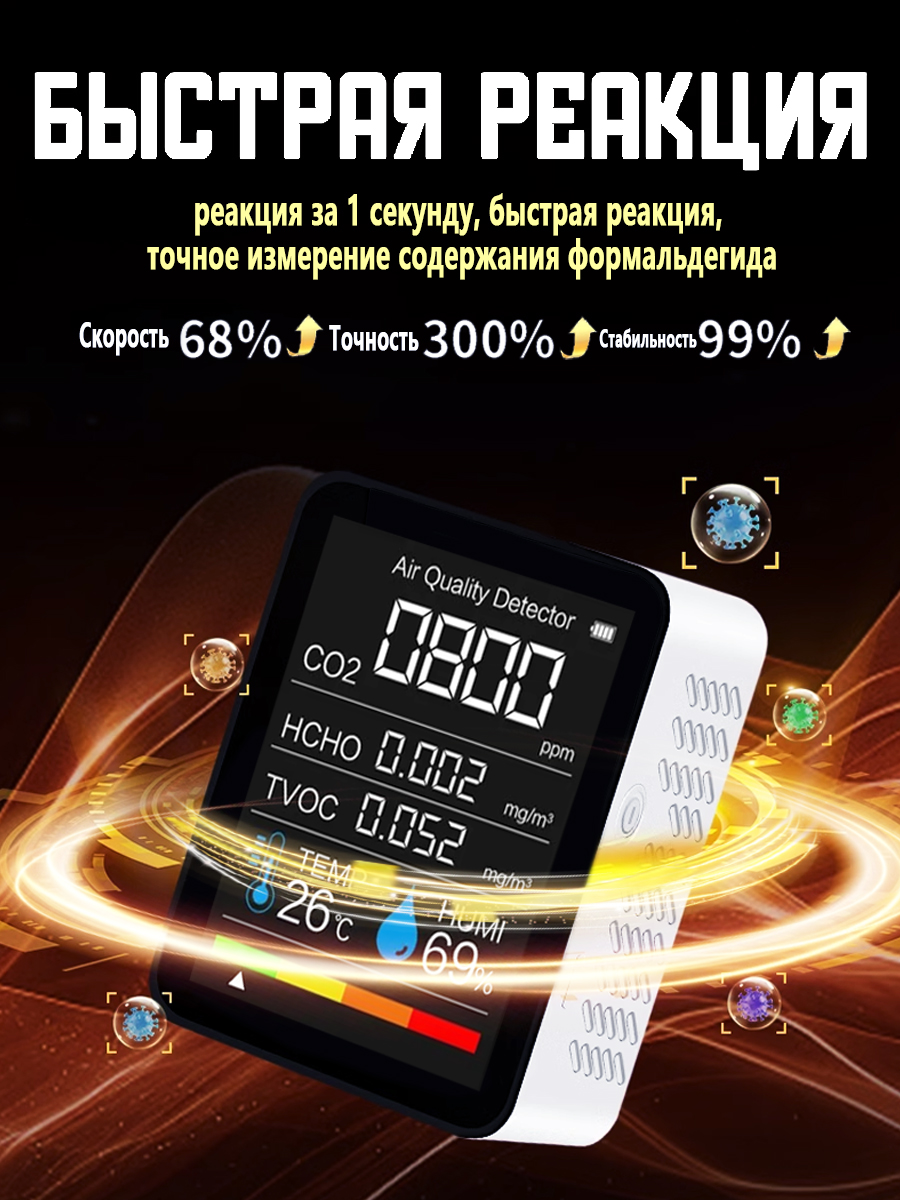 БЫСТРАЯ РЕАКЦИЯ
реакция за 1 секунду, быстрая реакция,
точное измерение содержания формальдегида
Скорость 68% Точность 300% Стабильность 99%
Air Quality Detector
CO2 0800 ppm
HCHO 0.002 mg/m³
TVOC 0.052 mg/m³
TEMP HUMI
26°C 69%